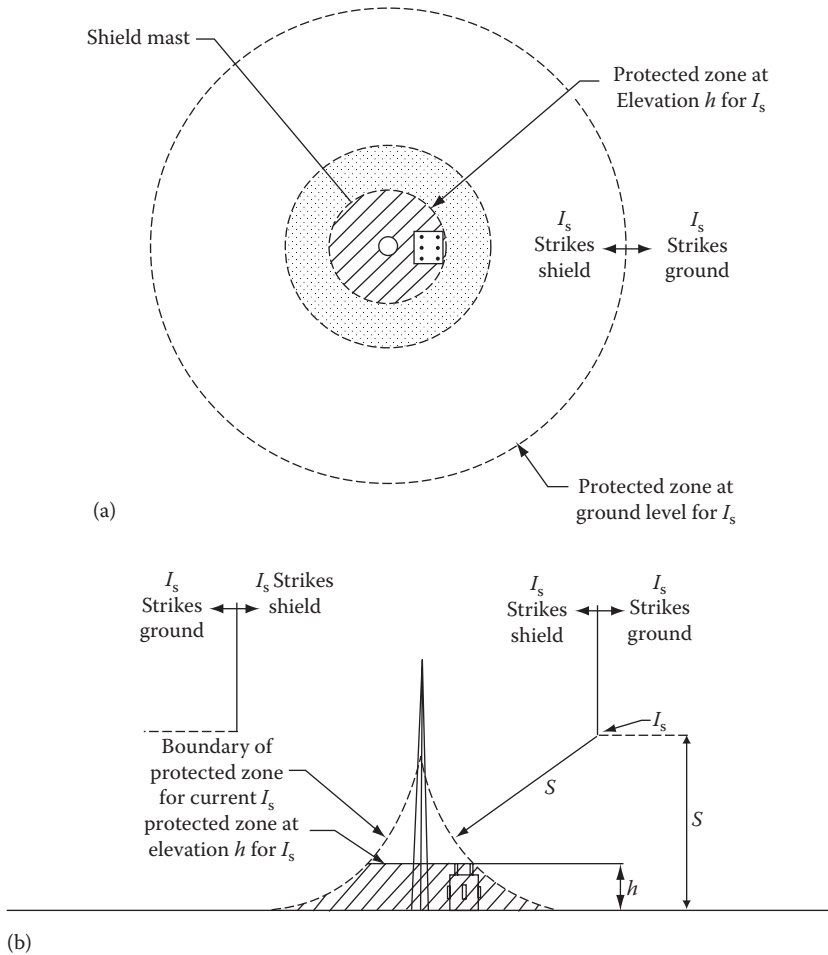 Shield mast
Protected zone at
Elevation h for Is
Is
Strikes
shield
Is
Strikes
ground
Protected zone at
ground level for Is
(a)
Is
Strikes
ground
Is Strikes
shield
Is
Strikes
shield
Is
Strikes
ground
Is
Boundary of
protected zone
for current Is
protected zone at
elevation h for Is
S
S
h
(b)